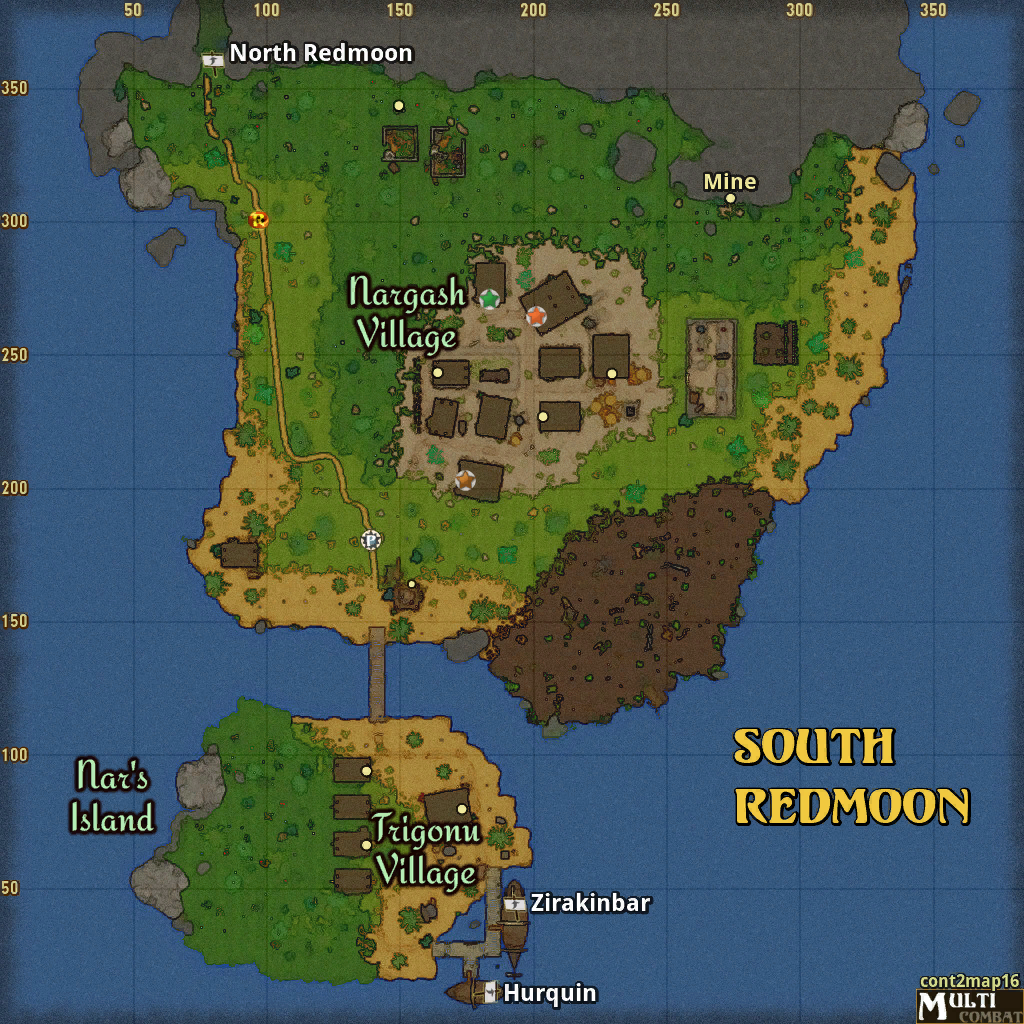 50 100 150 200 250 300 350
North Redmoon
350
Mine
300
Nargash
Village
250
200
150
SOUTH
REDMOON
100
Nar's
Island
Trigonu
Village
50
Zirakinbar
Hurquin
cont2map16
MULTI
COMBAT
P